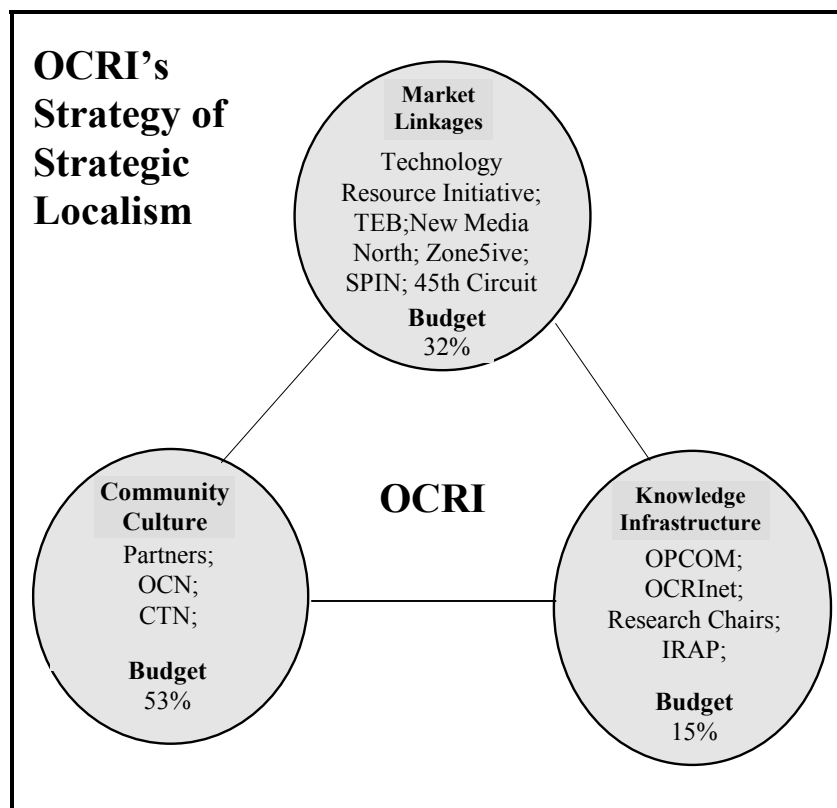 OCRI's
Strategy of
Strategic
Localism
Market
Linkages
Technology
Resource Initiative;
TEB;New Media
North; Zone5ive;
SPIN; 45th Circuit
Budget
32%
OCRI
Community
Culture
Partners;
OCN;
CTN;
Budget
53%
Knowledge
Infrastructure
OPCOM;
OCRInet;
Research Chairs;
IRAP;
Budget
15%